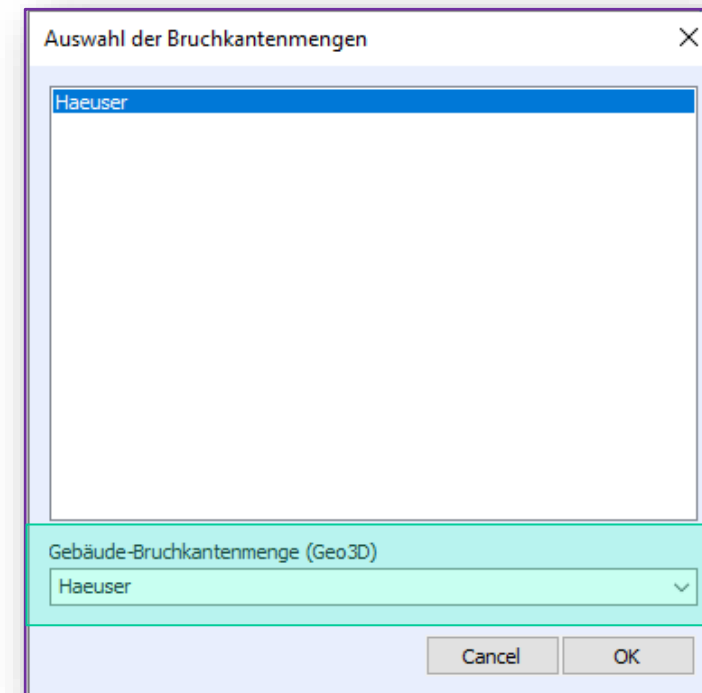 Auswahl der Bruchkantenmengen
Haeuser
Gebäude-Bruchkantenmenge (Geo3D)
Haeuser
Cancel OK